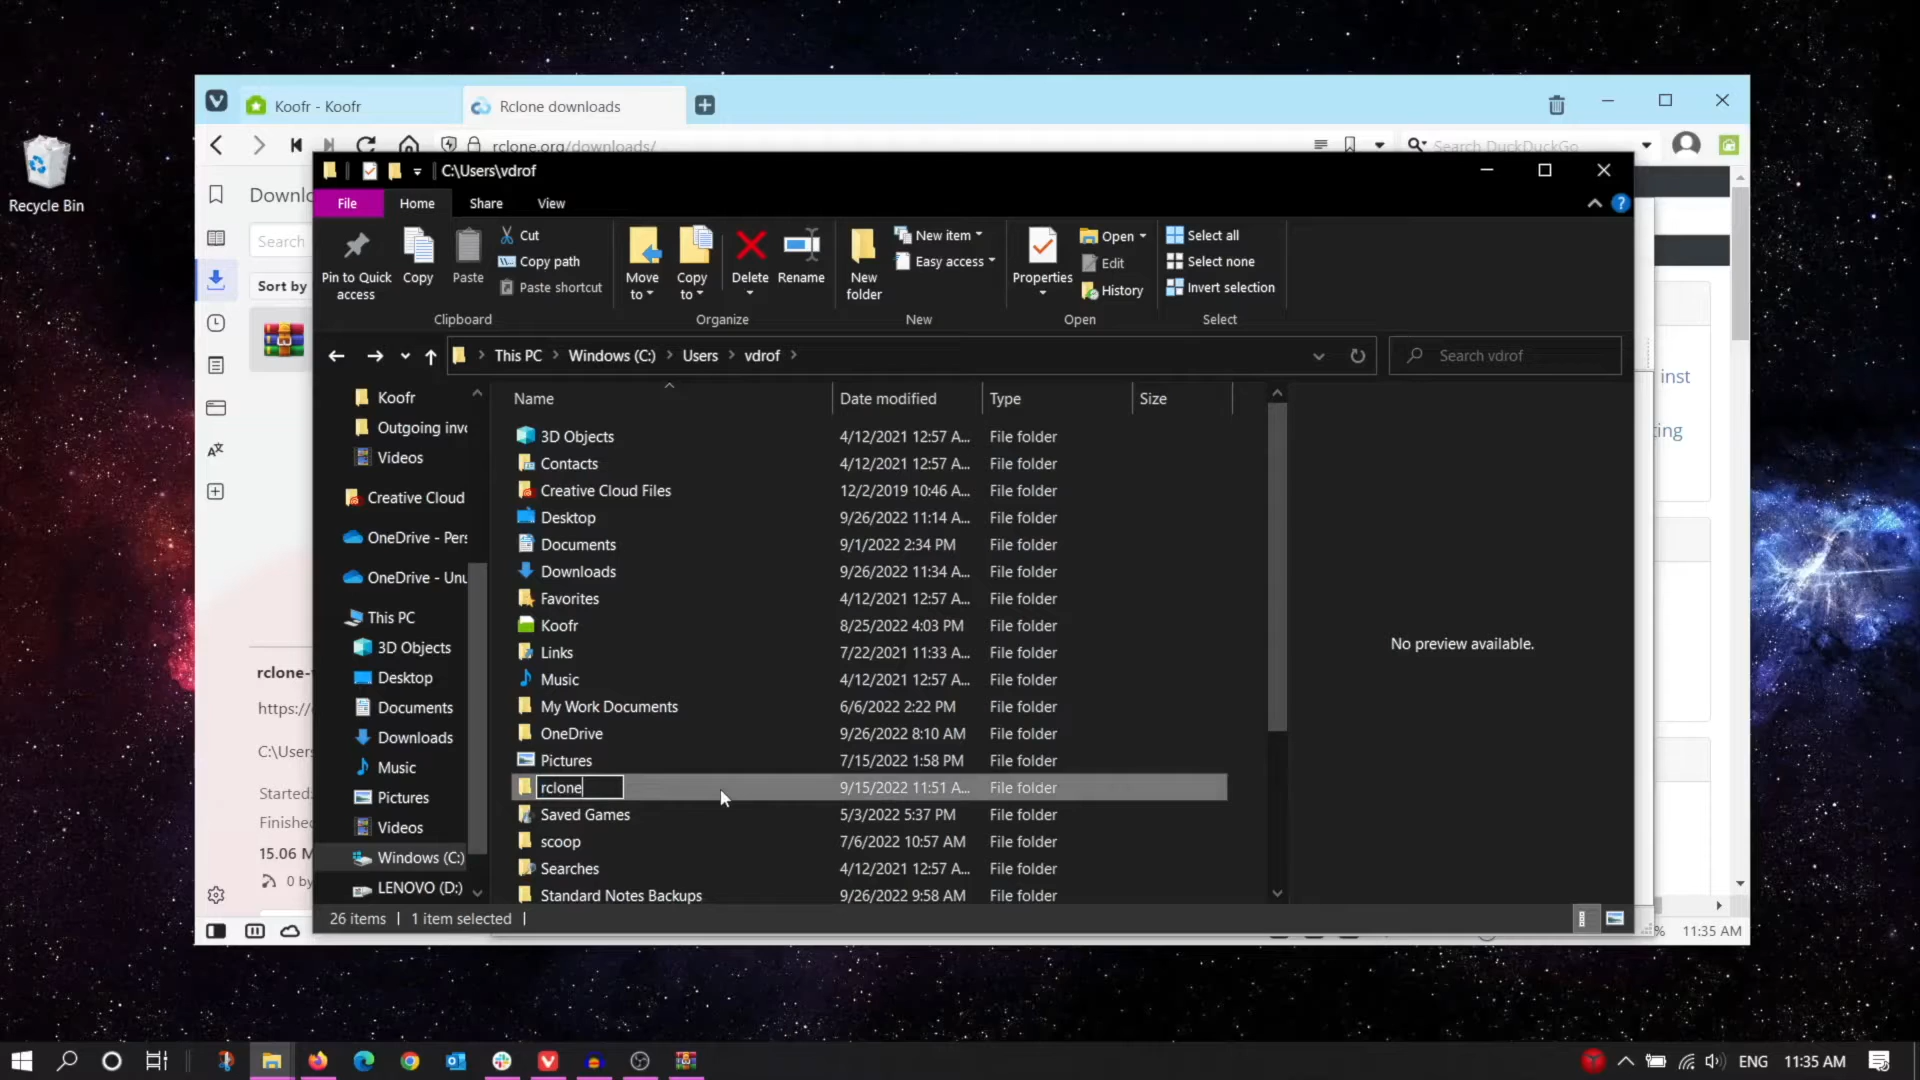 Recycle Bin
Koofr - Koofr
Rclone downloads
rclone.org/downloads/
Search DuckDuckGo
C:\Users\vdrof
File
Home
Share
View
Pin to Quick access
Copy
Paste
Cut
Copy path
Paste shortcut
Clipboard
Move to
Copy to
Delete
Rename
Organize
New folder
New item
Easy access
New
Properties
Open
Edit
History
Open
Select all
Select none
Invert selection
Select
This PC > Windows (C:) > Users > vdrof >
Search vdrof
Search
Sort by
rclone-
https://
C:\Users
Started:
Finished
15.06 M
0 by
Koofr
Outgoing invo
Videos
Creative Cloud
OneDrive - Pers
OneDrive - Unu
This PC
3D Objects
Desktop
Documents
Downloads
Music
Pictures
Videos
Windows (C:)
LENOVO (D:)
Name Date modified Type Size
3D Objects 4/12/2021 12:57 A... File folder
Contacts 4/12/2021 12:57 A... File folder
Creative Cloud Files 12/2/2019 10:46 A... File folder
Desktop 9/26/2022 11:14 A... File folder
Documents 9/1/2022 2:34 PM File folder
Downloads 9/26/2022 11:34 A... File folder
Favorites 4/12/2021 12:57 A... File folder
Koofr 8/25/2022 4:03 PM File folder
Links 7/22/2021 11:33 A... File folder
Music 4/12/2021 12:57 A... File folder
My Work Documents 6/6/2022 2:22 PM File folder
OneDrive 9/26/2022 8:10 AM File folder
Pictures 7/15/2022 1:58 PM File folder
rclone 9/15/2022 11:51 A... File folder
Saved Games 5/3/2022 5:37 PM File folder
scoop 7/6/2022 10:57 AM File folder
Searches 4/12/2021 12:57 A... File folder
Standard Notes Backups 9/26/2022 9:58 AM File folder
No preview available.
inst
26 items | 1 item selected |
% 11:35 AM
ENG 11:35 AM